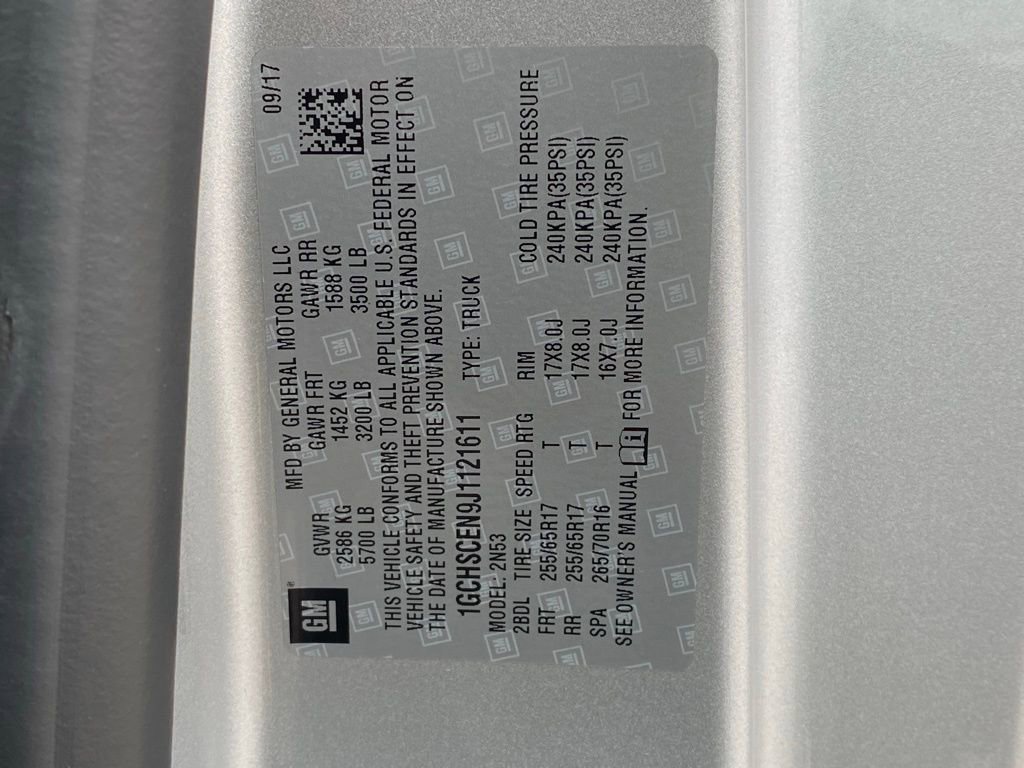 GM®
MFD BY GENERAL MOTORS LLC 09/17
GVWR GAWR FRT GAWR RR
2586 KG 1452 KG 1588 KG
5700 LB 3200 LB 3500 LB
THIS VEHICLE CONFORMS TO ALL APPLICABLE U.S. FEDERAL MOTOR
VEHICLE SAFETY AND THEFT PREVENTION STANDARDS IN EFFECT ON
THE DATE OF MANUFACTURE SHOWN ABOVE.
1GCHSCEN9J1121611 TYPE: TRUCK
MODEL: 2N53
2BDL TIRE SIZE SPEED RTG RIM COLD TIRE PRESSURE
FRT 255/65R17 T 17X8.0J 240KPA(35PSI)
RR 255/65R17 T 17X8.0J 240KPA(35PSI)
SPA 265/70R16 T 16X7.0J 240KPA(35PSI)
SEE OWNER'S MANUAL FOR MORE INFORMATION.